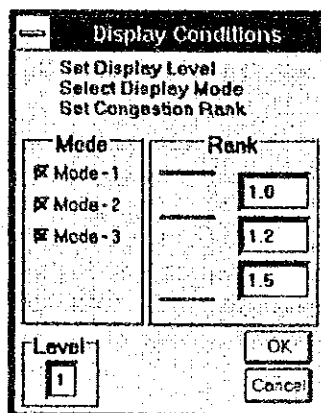 Display Conditions
Set Display Level
Select Display Mode
Set Congestion Rank
Mode
Rank
Mode-1
Mode-2
Mode-3
1.0
1.2
1.5
Level
1
OK
Cancel